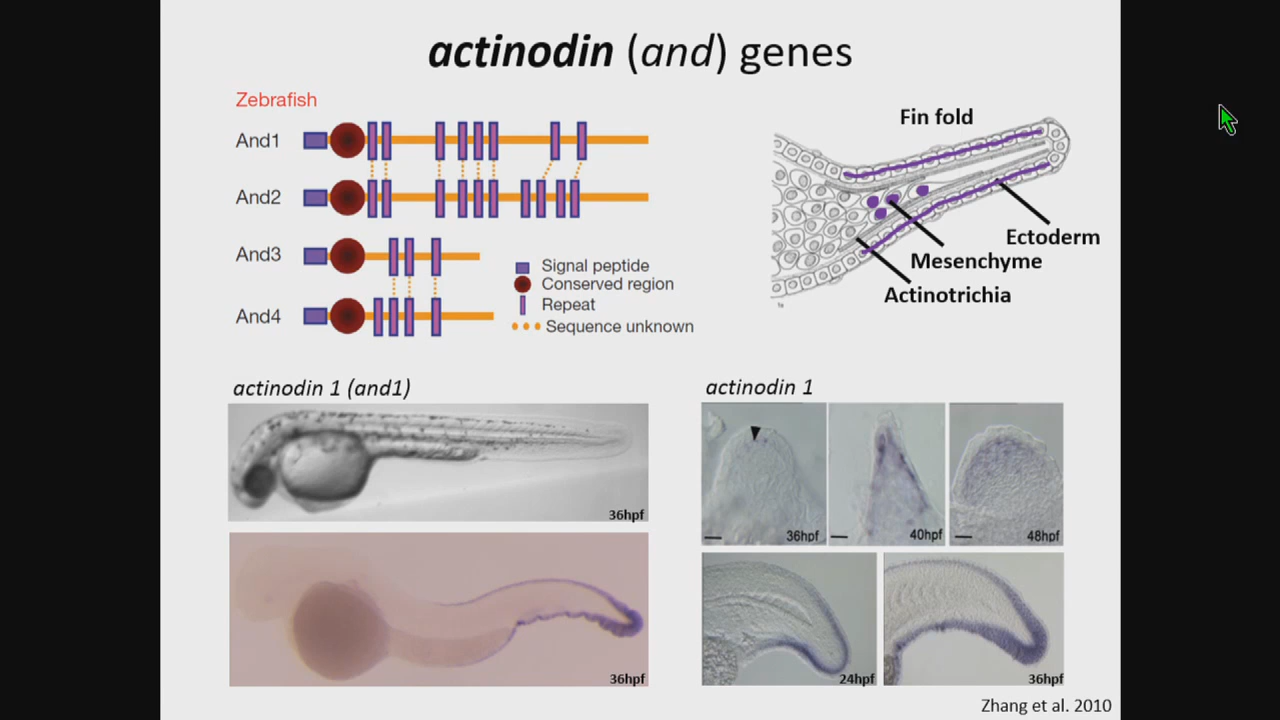 actinodin (and) genes
Zebrafish
And1
And2
And3
And4
Signal peptide
Conserved region
Repeat
Sequence unknown
Fin fold
Ectoderm
Mesenchyme
Actinotrichia
actinodin 1 (and1)
36hpf
36hpf
actinodin 1
36hpf
40hpf
48hpf
24hpf
36hpf
Zhang et al. 2010